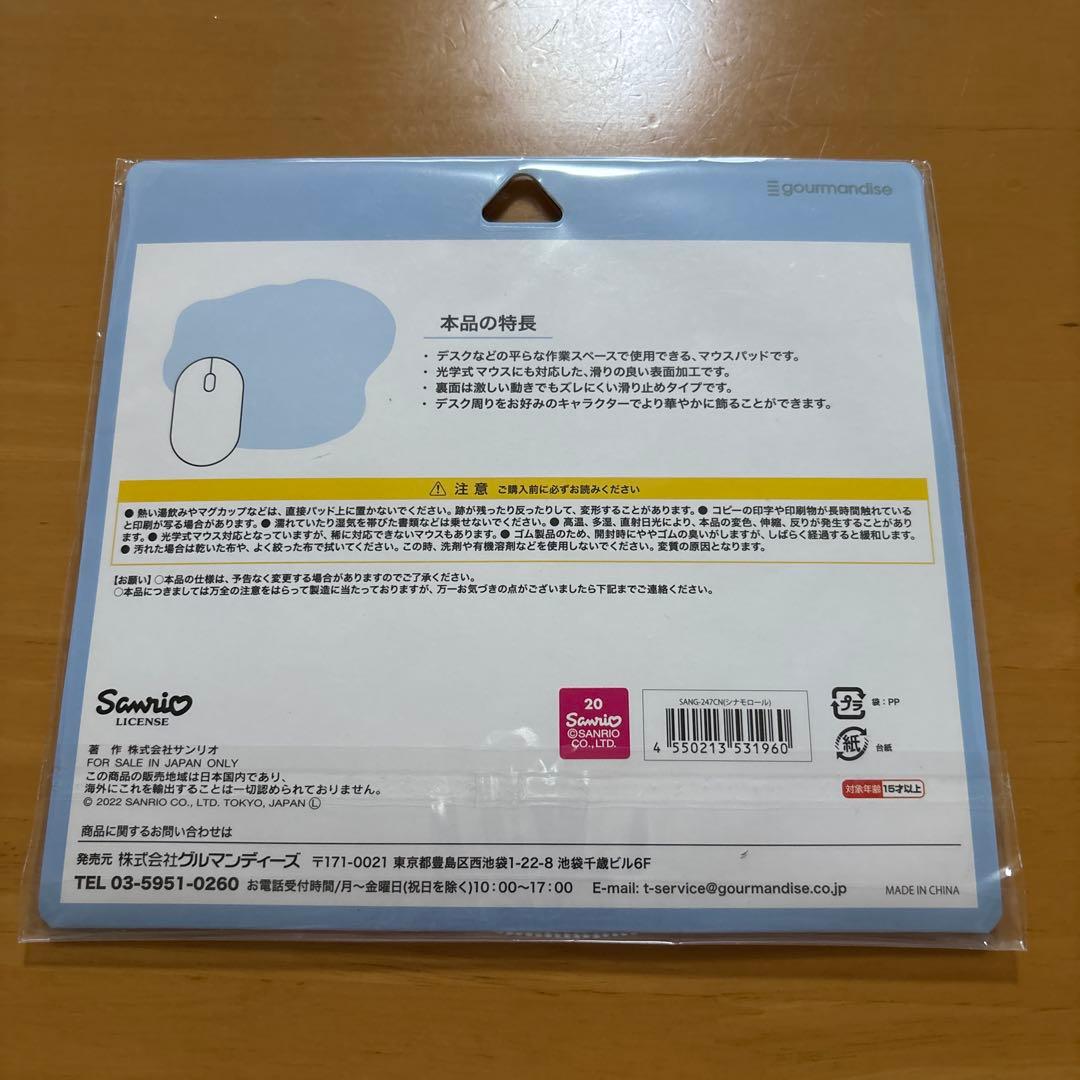 gourmandise
本品の特長
・ デスクなどの平らな作業スペースで使用できる、マウスパッドです。
・ 光学式マウスにも対応した、滑りの良い表面加工です。
・ 裏面は激しい動きでもズレにくい滑り止めタイプです。
・ デスク周りをお好みのキャラクターでより華やかに飾ることができます。
注 意 ご購入前に必ずお読みください
● 熱い湯飲みやマグカップなどは、直接パッド上に置かないでください。跡が残ったり反ったりして、変形することがあります。● コピーの印字や印刷物が長時間触れている
と印刷が写る場合があります。● 濡れていたり湿気を帯びた書類などは乗せないでください。● 高温、多湿、直射日光により、本品の変色、伸縮、反りが発生することがあり
ます。● 光学式マウス対応となっていますが、稀に対応できないマウスもあります。● ゴム製品のため、開封時にややゴムの臭いがしますが、しばらく経過すると緩和します。
● 汚れた場合は乾いた布や、よく絞った布で拭いてください。この時、洗剤や有機溶剤などを使用しないでください。変質の原因となります。
【お願い】○本品の仕様は、予告なく変更する場合がありますのでご了承ください。
○本品につきましては万全の注意をはらって製造に当たっておりますが、万一お気づきの点がございましたら下記までご連絡ください。
Sanrio
LICENSE
著 作 株式会社サンリオ
FOR SALE IN JAPAN ONLY
この商品の販売地域は日本国内であり、
海外にこれを輸出することは一切認められておりません。
© 2022 SANRIO CO., LTD. TOKYO, JAPAN Ⓛ
20
Sanrio
©SANRIO
CO., LTD.
SANG-247CN(シナモロール)
4 550213 531960
プラ
袋：PP
紙
台紙
対象年齢 15才以上
商品に関するお問い合わせは
発売元 株式会社グルマンディーズ 〒171-0021 東京都豊島区西池袋1-22-8 池袋千歳ビル6F
TEL 03-5951-0260 お電話受付時間/月～金曜日(祝日を除く)10：00～17：00 E-mail: t-service@gourmandise.co.jp
MADE IN CHINA